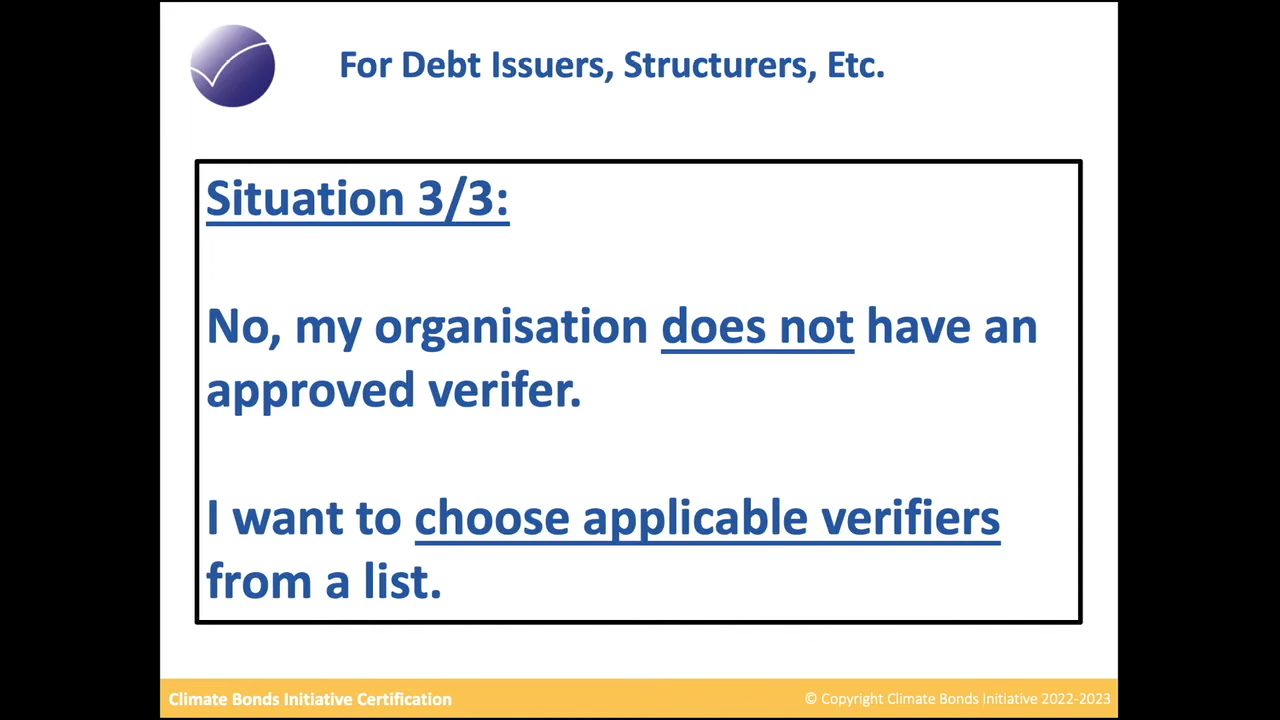 For Debt Issuers, Structurers, Etc.
Situation 3/3:
No, my organisation does not have an
approved verifer.
I want to choose applicable verifiers
from a list.
Climate Bonds Initiative Certification
© Copyright Climate Bonds Initiative 2022-2023